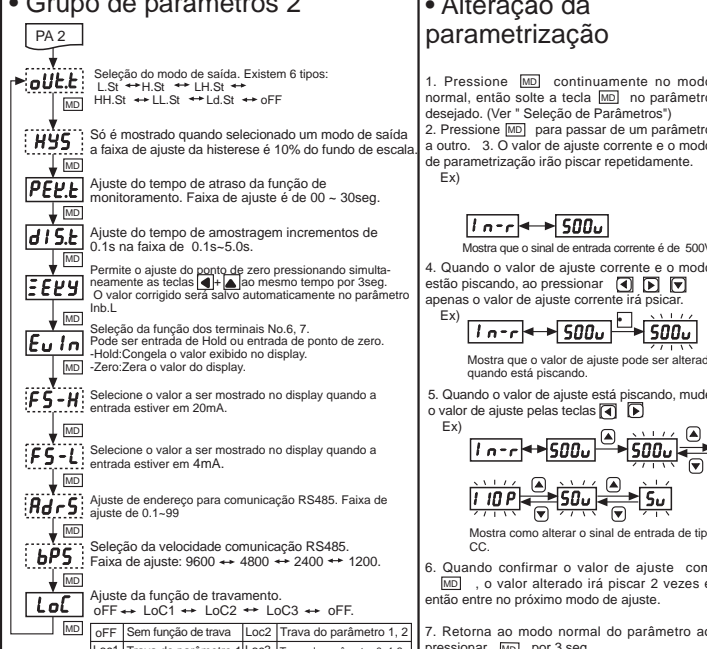 • Grupo de parâmetros 2
PA 2
oUt.t
Seleção do modo de saída. Existem 6 tipos:
L.St ↔ H.St ↔ LH.St ↔
HH.St ↔ LL.St ↔ Ld.St ↔ oFF
MD
HYS
Só é mostrado quando selecionado um modo de saída
a faixa de ajuste da histerese é 10% do fundo de escala.
MD
PEK.t
Ajuste do tempo de atraso da função de
monitoramento. Faixa de ajuste é de 00 ~ 30seg.
MD
dIS.t
Ajuste do tempo de amostragem incrementos de
0.1s na faixa de 0.1s~5.0s.
MD
Permite o ajuste do ponto de zero pressionando simulta-
neamente as teclas ◀ + ▲ ao mesmo tempo por 3seg.
O valor corrigido será salvo automaticamente no parâmetro
Inb.L
MD
EvIn
Seleção da função dos terminais No.6, 7.
Pode ser entrada de Hold ou entrada de ponto de zero.
-Hold:Congela o valor exibido no display.
-Zero:Zera o valor do display.
MD
FS-H
Selecione o valor a ser mostrado no display quando a
entrada estiver em 20mA.
MD
FS-L
Selecione o valor a ser mostrado no display quando a
entrada estiver em 4mA.
MD
AdrS
Ajuste de endereço para comunicação RS485. Faixa de
ajuste de 0.1~99
MD
bPS
Seleção da velocidade comunicação RS485.
Faixa de ajuste: 9600 ↔ 4800 ↔ 2400 ↔ 1200.
MD
LoC
Ajuste da função de travamento.
oFF ↔ LoC1 ↔ LoC2 ↔ LoC3 ↔ oFF.
MD
oFF Sem função de trava Loc2 Trava do parâmetro 1, 2
Loc1 Trava do parâmetro 1 Loc3
• Alteração da
parametrização
1. Pressione MD continuamente no modo
normal, então solte a tecla MD no parâmetro
desejado. (Ver " Seleção de Parâmetros")
2. Pressione MD para passar de um parâmetro
a outro. 3. O valor de ajuste corrente e o modo
de parametrização irão piscar repetidamente.
Ex)
In-r ↔ 500u
Mostra que o sinal de entrada corrente é de 500V
4. Quando o valor de ajuste corrente e o modo
estão piscando, ao pressionar ◀ ▶ ▼
apenas o valor de ajuste corrente irá psicar.
Ex)
In-r ↔ 500u 500u
Mostra que o valor de ajuste pode ser alterad
quando está piscando.
5. Quando o valor de ajuste está piscando, mude
o valor de ajuste pelas teclas ◀ ▶
Ex)
In-r ↔ 500u 500u ▲ ▼
110P 50u 5u
Mostra como alterar o sinal de entrada de tip
CC.
6. Quando confirmar o valor de ajuste com
MD , o valor alterado irá piscar 2 vezes e
então entre no próximo modo de ajuste.
7. Retorna ao modo normal do parâmetro ao
pressionar MD por 3 seg.